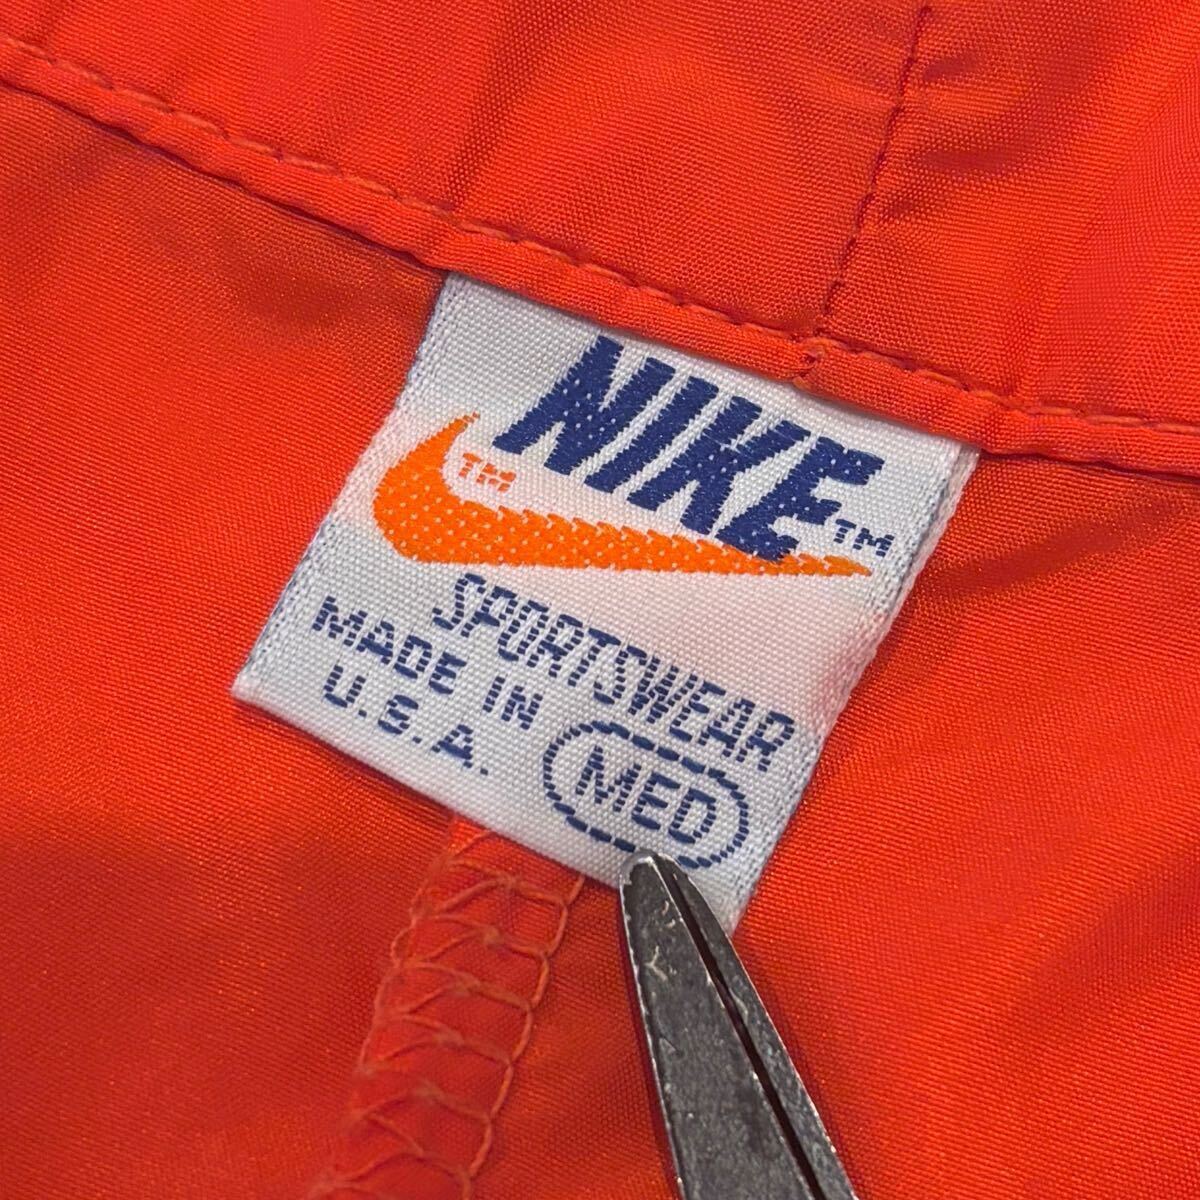 NIKE™
™
SPORTSWEAR
MADE IN
U.S.A.
MED